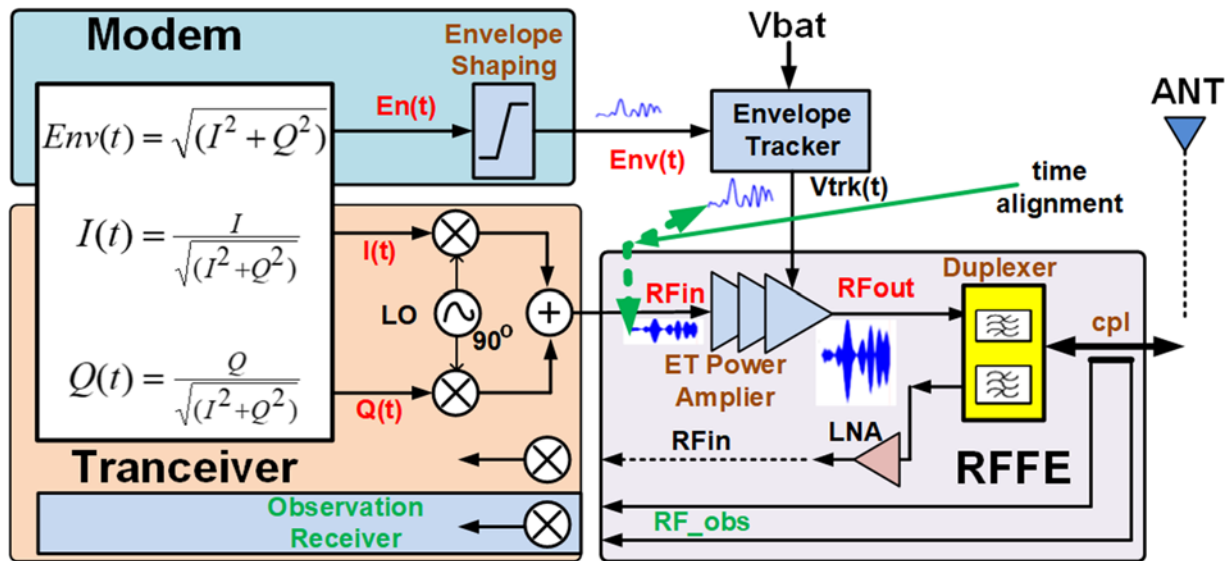 Modem
Envelope
Shaping
Vbat
ANT
Env(t) = √(I² + Q²)
En(t)
Env(t)
Envelope
Tracker
Vtrk(t)
time
alignment
I(t) = I / √(I²+Q²)
I(t)
LO
90⁰
+
Q(t) = Q / √(I²+Q²)
Q(t)
RFin
RFout
Duplexer
cpl
ET Power
Amplier
LNA
RFin
RFFE
RF_obs
Tranceiver
Observation
Receiver